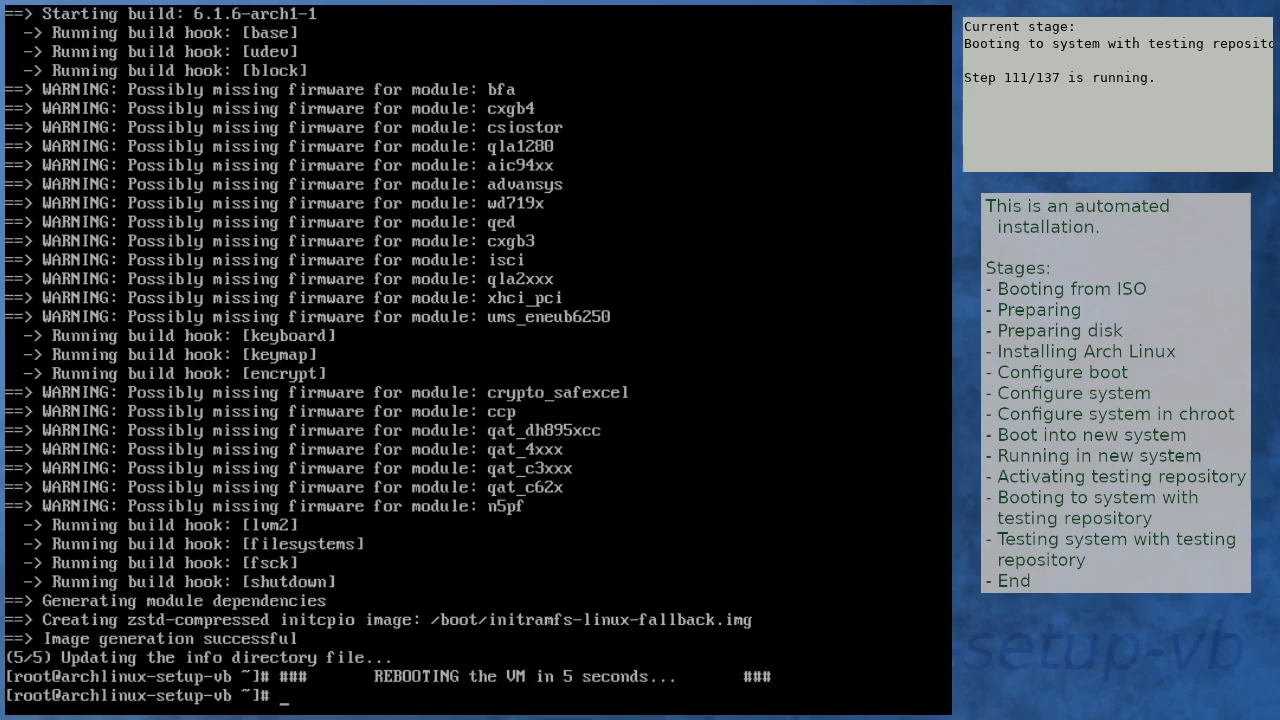 ==> Starting build: 6.1.6-arch1-1
  -> Running build hook: [base]
  -> Running build hook: [udev]
  -> Running build hook: [block]
==> WARNING: Possibly missing firmware for module: bfa
==> WARNING: Possibly missing firmware for module: cxgb4
==> WARNING: Possibly missing firmware for module: csiostor
==> WARNING: Possibly missing firmware for module: qla1280
==> WARNING: Possibly missing firmware for module: aic94xx
==> WARNING: Possibly missing firmware for module: advansys
==> WARNING: Possibly missing firmware for module: wd719x
==> WARNING: Possibly missing firmware for module: qed
==> WARNING: Possibly missing firmware for module: cxgb3
==> WARNING: Possibly missing firmware for module: isci
==> WARNING: Possibly missing firmware for module: qla2xxx
==> WARNING: Possibly missing firmware for module: xhci_pci
==> WARNING: Possibly missing firmware for module: ums_eneub6250
  -> Running build hook: [keyboard]
  -> Running build hook: [keymap]
  -> Running build hook: [encrypt]
==> WARNING: Possibly missing firmware for module: crypto_safexcel
==> WARNING: Possibly missing firmware for module: ccp
==> WARNING: Possibly missing firmware for module: qat_dh895xcc
==> WARNING: Possibly missing firmware for module: qat_4xxx
==> WARNING: Possibly missing firmware for module: qat_c3xxx
==> WARNING: Possibly missing firmware for module: qat_c62x
==> WARNING: Possibly missing firmware for module: n5pf
  -> Running build hook: [lvm2]
  -> Running build hook: [filesystems]
  -> Running build hook: [fsck]
  -> Running build hook: [shutdown]
==> Generating module dependencies
==> Creating zstd-compressed initcpio image: /boot/initramfs-linux-fallback.img
==> Image generation successful
(5/5) Updating the info directory file...
[root@archlinux-setup-vb ~]# ###       REBOOTING the VM in 5 seconds...       ###
[root@archlinux-setup-vb ~]# _
Current stage:
Booting to system with testing reposito
Step 111/137 is running.
This is an automated
installation.
Stages:
- Booting from ISO
- Preparing
- Preparing disk
- Installing Arch Linux
- Configure boot
- Configure system
- Configure system in chroot
- Boot into new system
- Running in new system
- Activating testing repository
- Booting to system with
testing repository
- Testing system with testing
repository
- End
-setup-vb